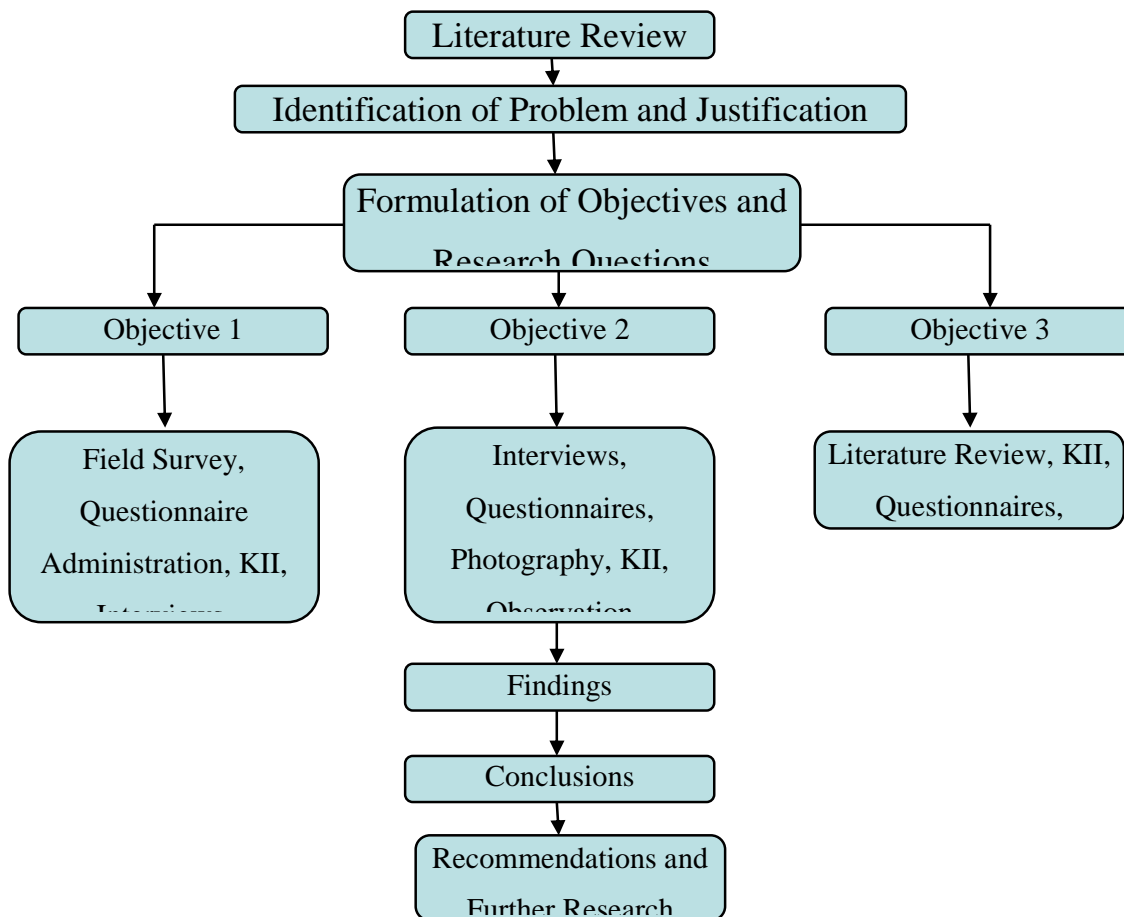 Literature Review
Identification of Problem and Justification
Formulation of Objectives and
Research Questions
Objective 1
Objective 2
Objective 3
Field Survey,
Questionnaire
Administration, KII,
Interviews
Interviews,
Questionnaires,
Photography, KII,
Observation
Literature Review, KII,
Questionnaires,
Findings
Conclusions
Recommendations and
Further Research